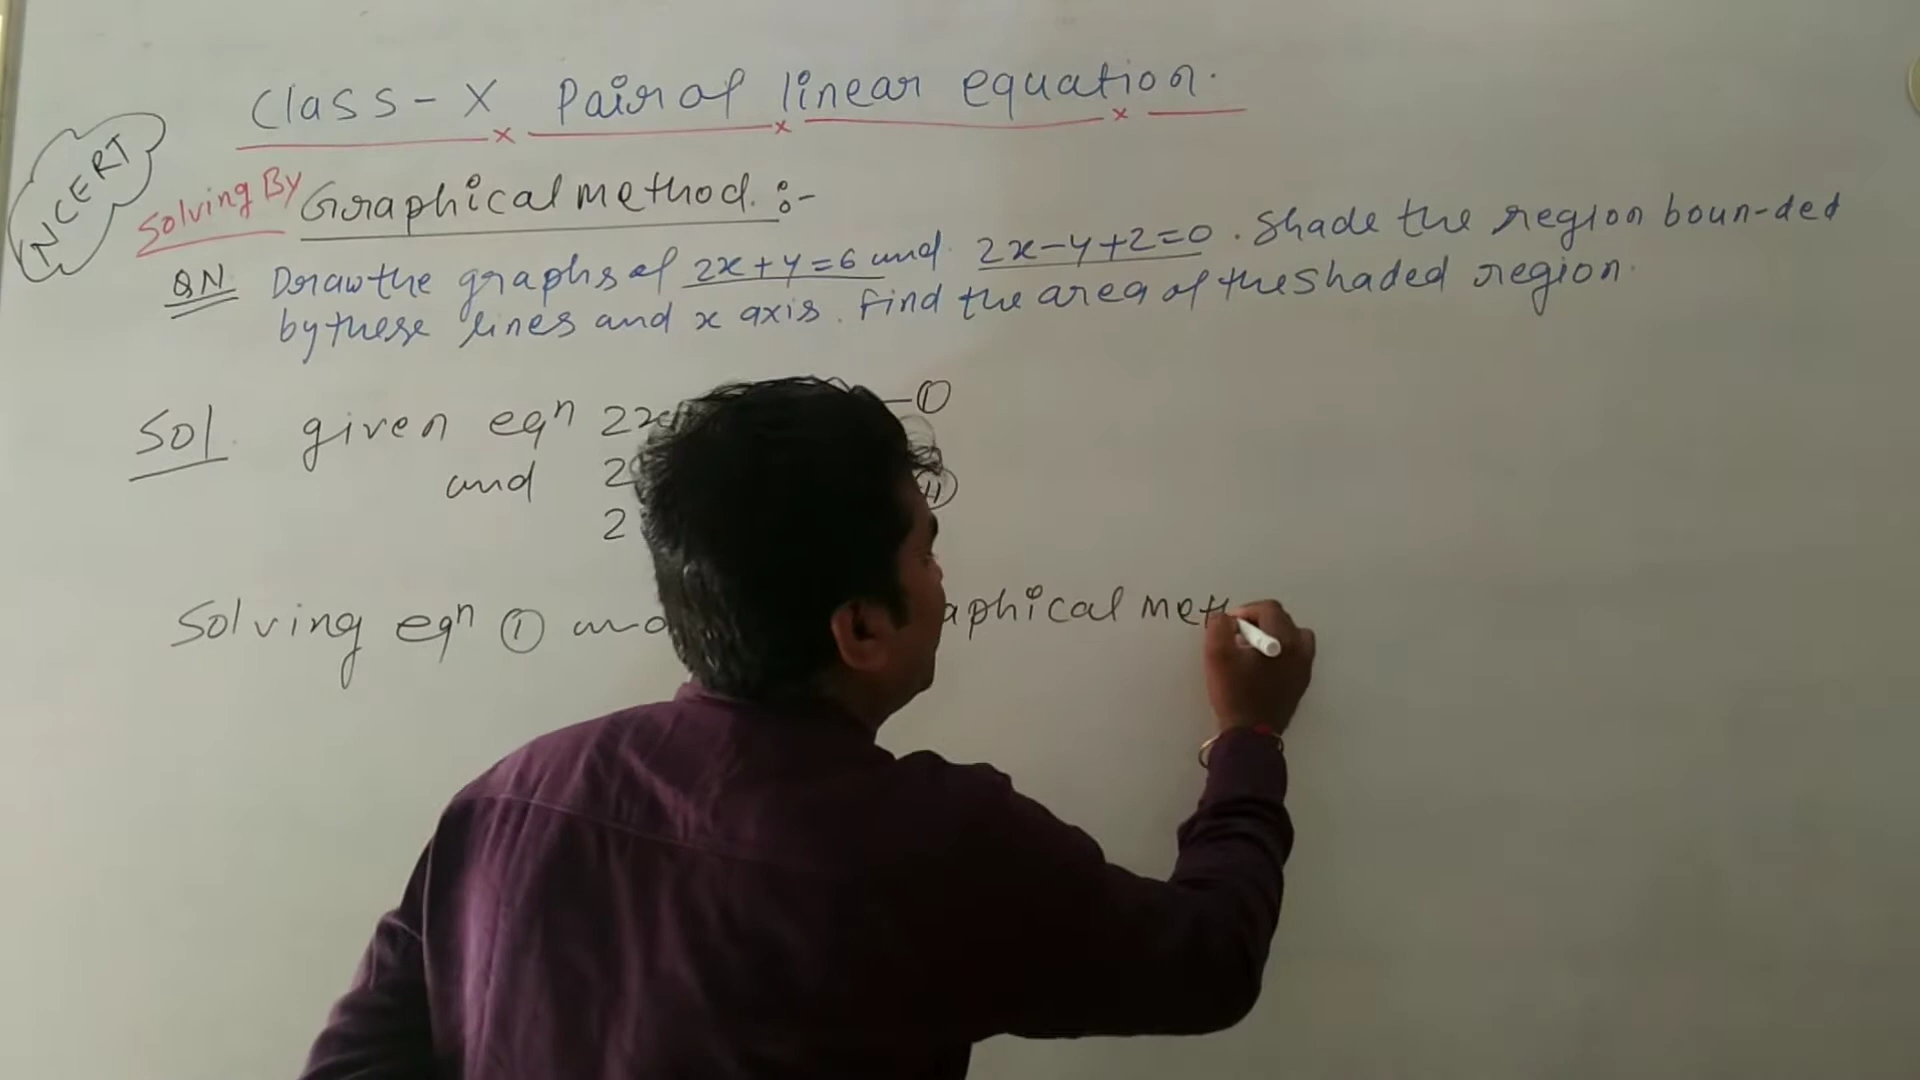 Class - X Pair of linear equation.
NCERT
Solving By Graphical method :-
QN Draw the graphs of 2x+y=6 and 2x-y+2=0. Shade the region boun-ded
by these lines and x axis. Find the area of the shaded region.
Sol. given eqn 2x - ①
and 2 ⑪
2
Solving eqn ① and aphical met